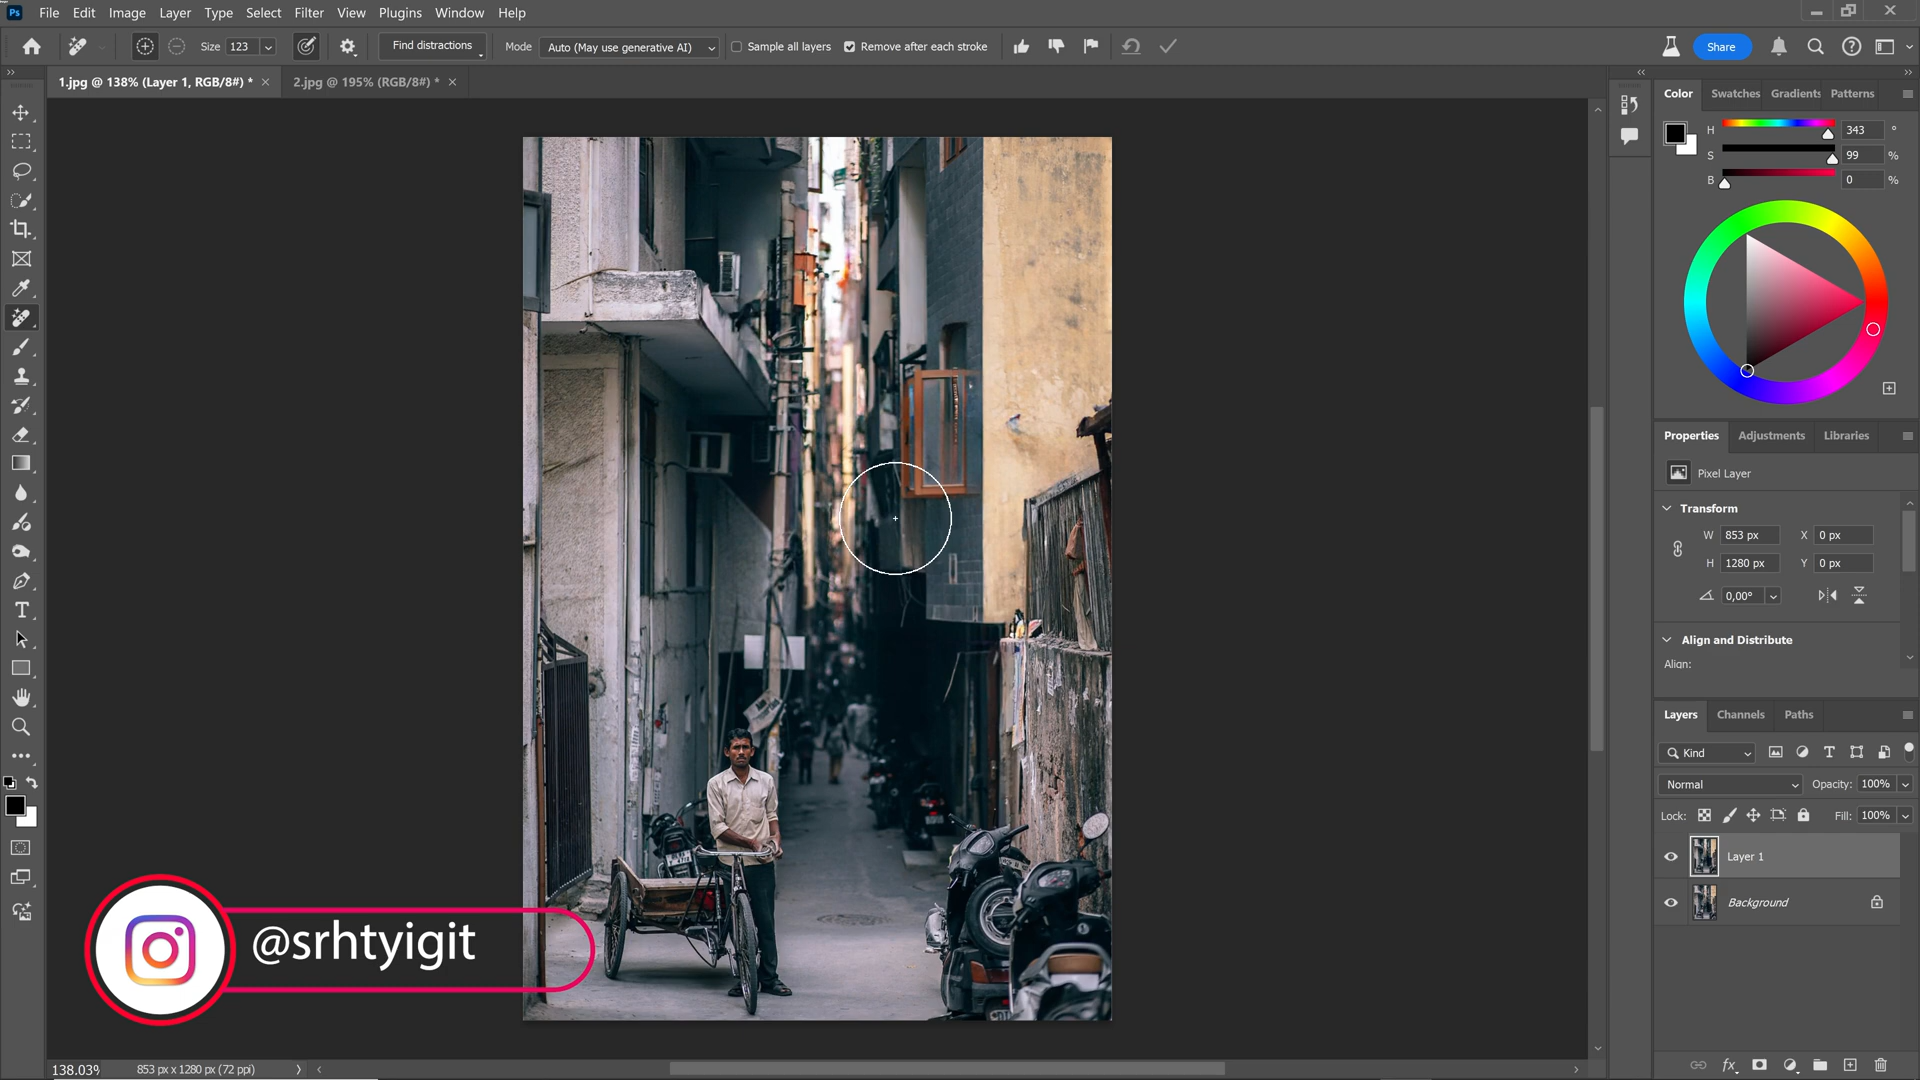 Ps File Edit Image Layer Type Select Filter View Plugins Window Help
Size 123 Find distractions Mode Auto (May use generative AI) Sample all layers Remove after each stroke Share
1.jpg @ 138% (Layer 1, RGB/8#) * 2.jpg @ 195% (RGB/8#) *
Color Swatches Gradients Patterns
H 343 °
S 99 %
B 0 %
Properties Adjustments Libraries
Pixel Layer
Transform
W 853 px X 0 px
H 1280 px Y 0 px
0,00°
Align and Distribute
Align:
Layers Channels Paths
Kind
Normal Opacity: 100%
Lock: Fill: 100%
Layer 1
Background
@srhtyigit
138.03% 853 px x 1280 px (72 ppi)